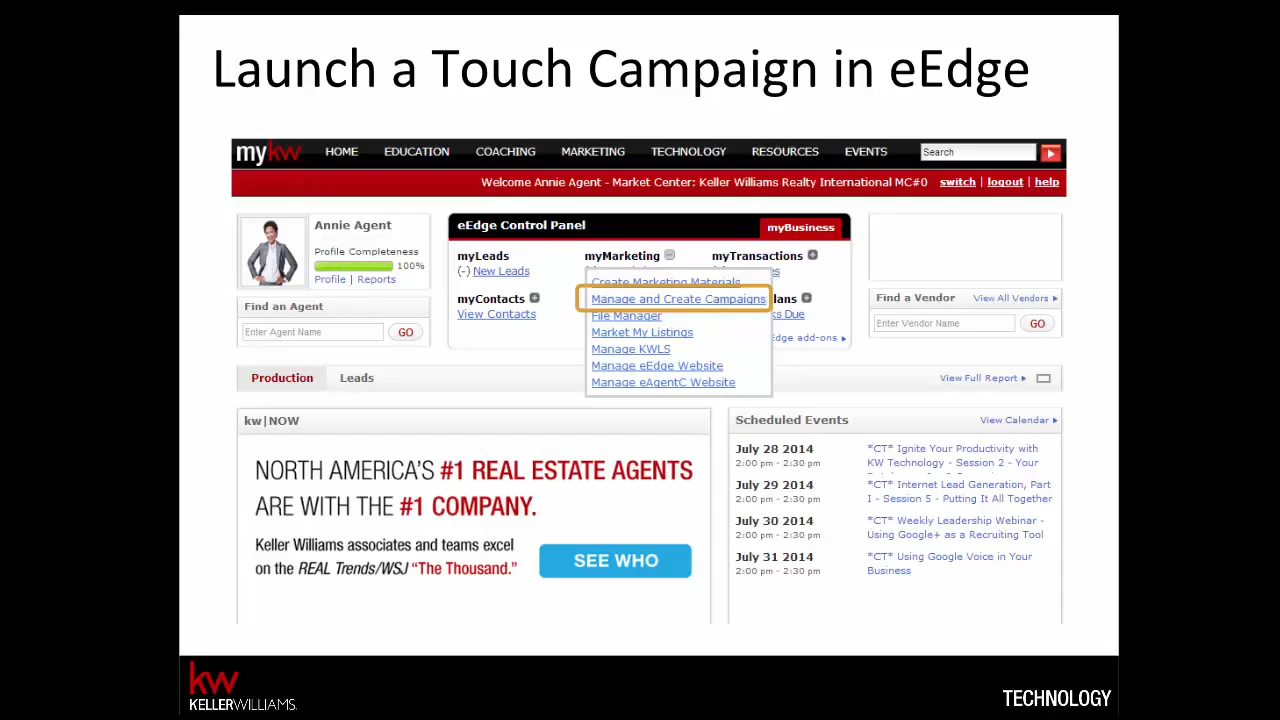 Launch a Touch Campaign in eEdge
mykw HOME EDUCATION COACHING MARKETING TECHNOLOGY RESOURCES EVENTS Search
Welcome Annie Agent - Market Center: Keller Williams Realty International MC#0 switch | logout | help
Annie Agent
Profile Completeness
100%
Profile | Reports
Find an Agent
Enter Agent Name GO
eEdge Control Panel myBusiness
myLeads
(-) New Leads
myContacts
View Contacts
myMarketing
Create Marketing Materials
Manage and Create Campaigns
File Manager
Market My Listings
Manage KWLS
Manage eEdge Website
Manage eAgentC Website
myTransactions
Find a Vendor View All Vendors
Enter Vendor Name GO
Production Leads View Full Report
kw|NOW
NORTH AMERICA'S #1 REAL ESTATE AGENTS
ARE WITH THE #1 COMPANY.
Keller Williams associates and teams excel
on the REAL Trends/WSJ "The Thousand."
SEE WHO
Scheduled Events View Calendar
July 28 2014
2:00 pm - 2:30 pm
*CT* Ignite Your Productivity with
KW Technology - Session 2 - Your
July 29 2014
2:00 pm - 2:30 pm
*CT* Internet Lead Generation, Part
I - Session 5 - Putting It All Together
July 30 2014
2:00 pm - 2:30 pm
*CT* Weekly Leadership Webinar -
Using Google+ as a Recruiting Tool
July 31 2014
2:00 pm - 2:30 pm
*CT* Using Google Voice in Your
Business
kw
KELLERWILLIAMS.
TECHNOLOGY